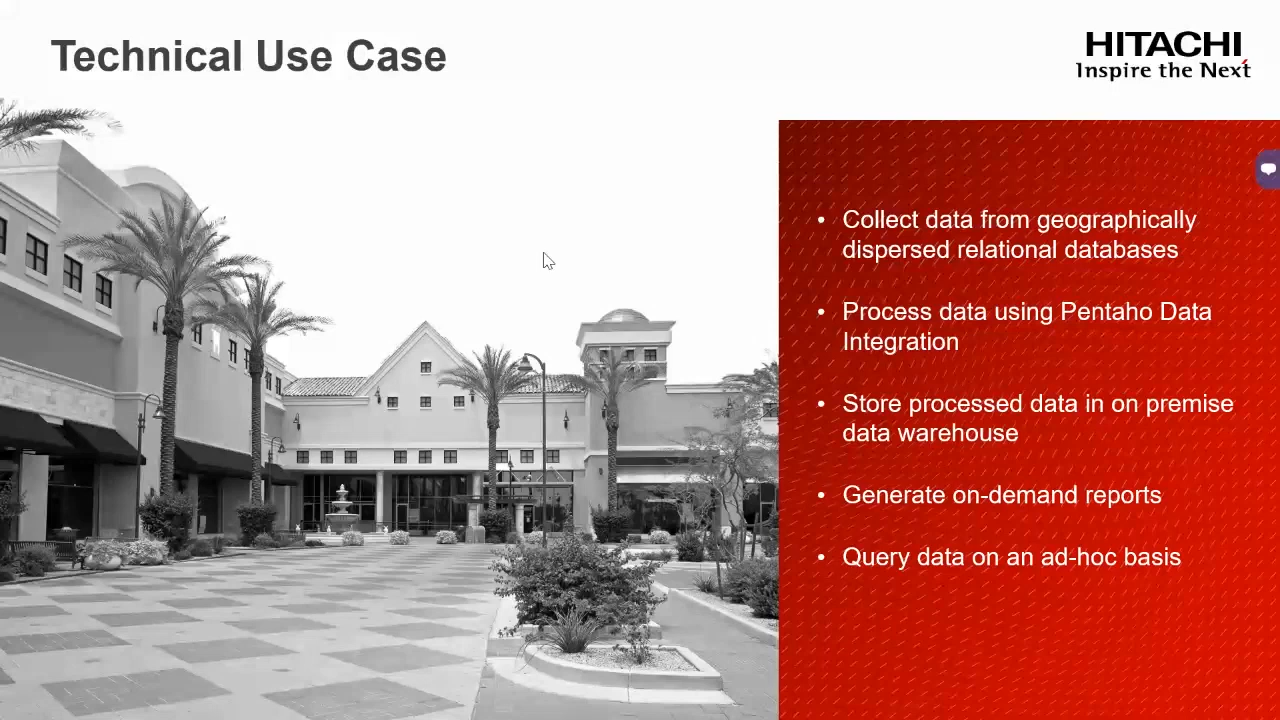 Technical Use Case
HITACHI
Inspire the Next
• Collect data from geographically
dispersed relational databases
• Process data using Pentaho Data
Integration
• Store processed data in on premise
data warehouse
• Generate on-demand reports
• Query data on an ad-hoc basis